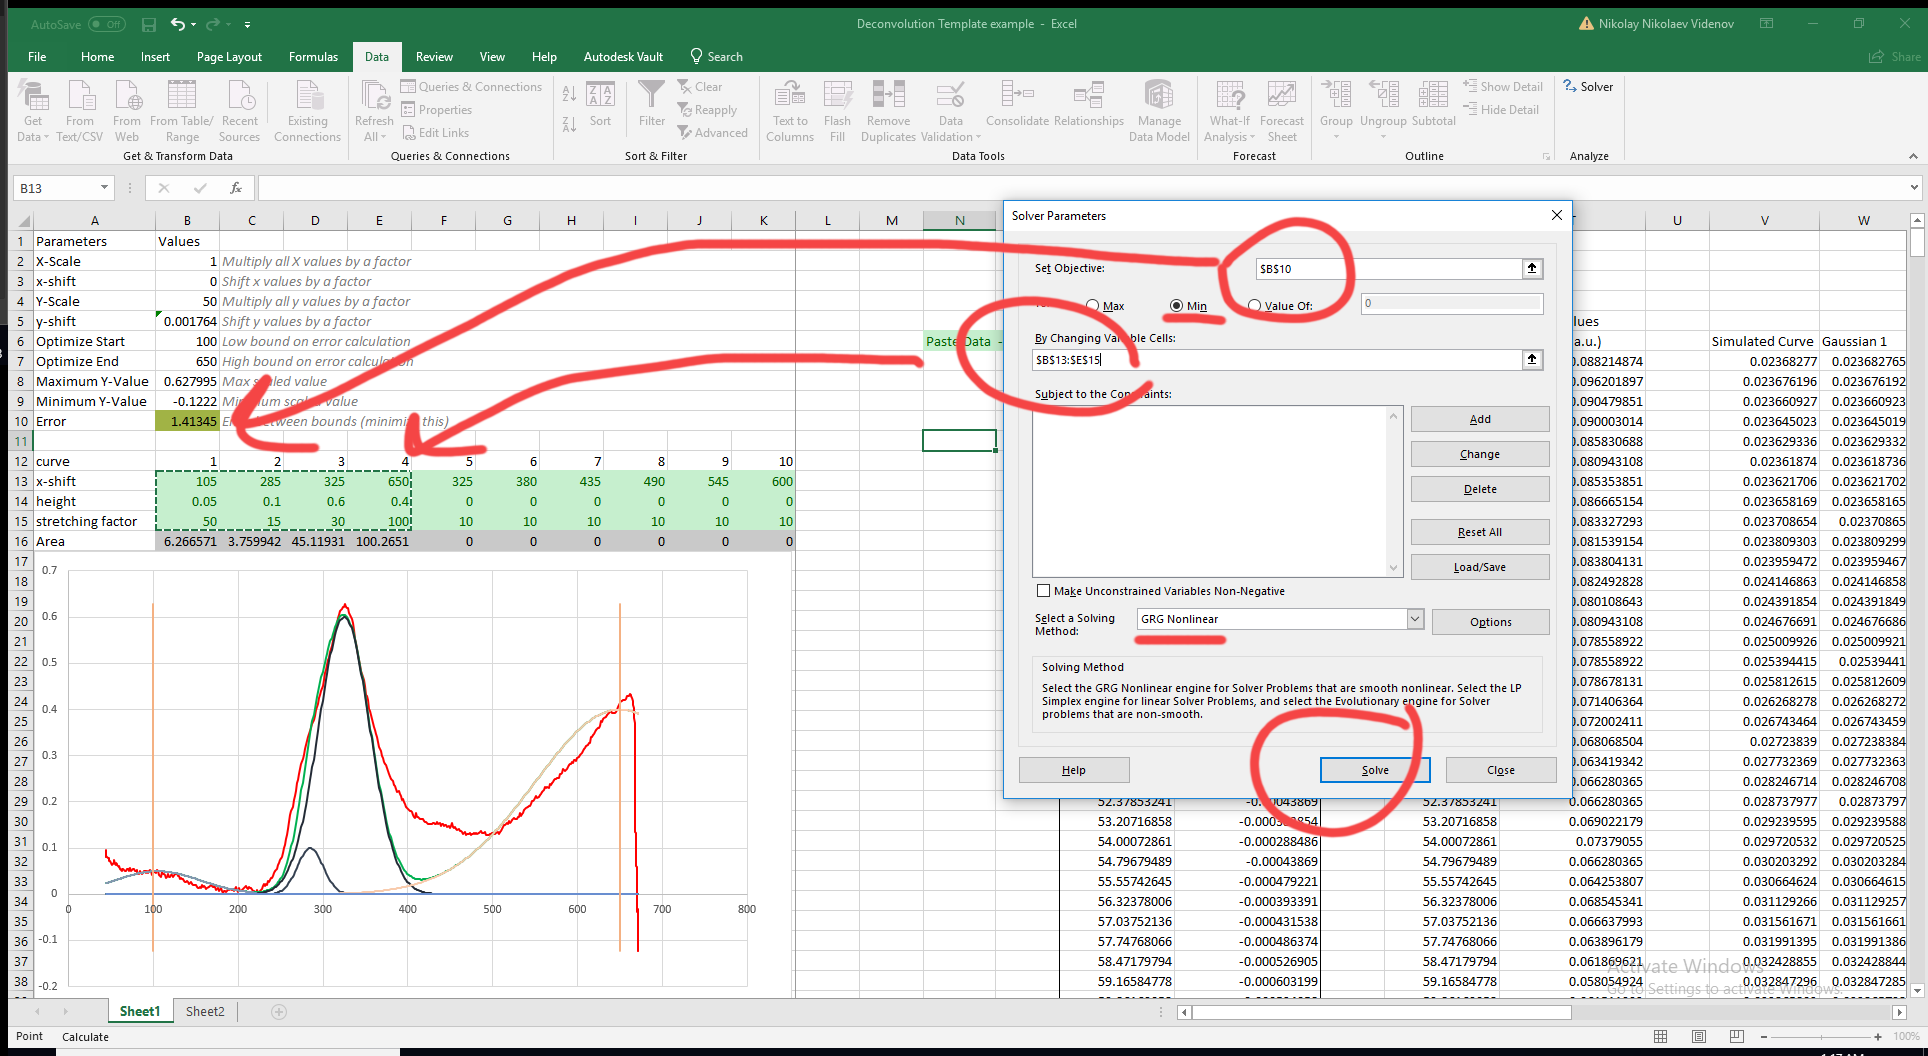 AutoSave Off
Deconvolution Template example - Excel
Nikolay Nikolaev Videnov
File Home Insert Page Layout Formulas Data Review View Help Autodesk Vault Search
Share
Get Data
From Text/CSV
From Web
From Table/ Range
Recent Sources
Existing Connections
Get & Transform Data
Refresh All
Queries & Connections
Properties
Edit Links
Queries & Connections
Sort
Filter
Clear
Reapply
Advanced
Sort & Filter
Text to Columns
Flash Fill
Remove Duplicates
Data Validation
Consolidate
Relationships
Manage Data Model
Data Tools
What-If Analysis
Forecast Sheet
Forecast
Group
Ungroup
Subtotal
Show Detail
Hide Detail
Outline
Solver
Analyze
B13
fx
A B C D E F G H I J K L M N U V W
1 Parameters Values
2 X-Scale 1 Multiply all X values by a factor
3 x-shift 0 Shift x values by a factor
4 Y-Scale 50 Multiply all y values by a factor
5 y-shift 0.001764 Shift y values by a factor
6 Optimize Start 100 Low bound on error calculation
7 Optimize End 650 High bound on error calculation
8 Maximum Y-Value 0.627995 Max scaled value
9 Minimum Y-Value -0.1222 Minimum scaled value
10 Error 1.41345 Error between bounds (minimize this)
11
12 curve 1 2 3 4 5 6 7 8 9 10
13 x-shift 105 285 325 650 325 380 435 490 545 600
14 height 0.05 0.1 0.6 0.4 0 0 0 0 0 0
15 stretching factor 50 15 30 100 10 10 10 10 10 10
16 Area 6.266571 3.759942 45.11931 100.2651 0 0 0 0 0 0
17
18
19
20
21
22
23
24
25
26
27
28
29
30
31
32
33
34
35
36
37
38
0.7
0.6
0.5
0.4
0.3
0.2
0.1
0
-0.1
-0.2
0 100 200 300 400 500 600 700 800
Paste Data -
Solver Parameters
Set Objective: $B$10
Max Min Value Of: 0
By Changing Variable Cells:
$B$13:$E$15
Subject to the Constraints:
Add
Change
Delete
Reset All
Load/Save
Make Unconstrained Variables Non-Negative
Select a Solving Method: GRG Nonlinear
Options
Solving Method
Select the GRG Nonlinear engine for Solver Problems that are smooth nonlinear. Select the LP
Simplex engine for linear Solver Problems, and select the Evolutionary engine for Solver
problems that are non-smooth.
Help
Solve
Close
lues
a.u.) Simulated Curve Gaussian 1
0.088214874 0.02368277 0.023682765
0.096201897 0.023676196 0.023676192
0.090479851 0.023660927 0.023660923
0.090003014 0.023645023 0.023645019
0.085830688 0.023629336 0.023629332
0.080943108 0.02361874 0.023618736
0.085353851 0.023621706 0.023621702
0.086665154 0.023658169 0.023658165
0.083327293 0.023708654 0.02370865
0.081539154 0.023809303 0.023809299
0.083804131 0.023959472 0.023959467
0.082492828 0.024146863 0.024146858
0.080108643 0.024391854 0.024391849
0.080943108 0.024676691 0.024676686
0.078558922 0.025009926 0.025009921
0.078558922 0.025394415 0.02539441
0.078678131 0.025812615 0.025812609
0.071406364 0.026268278 0.026268272
0.072002411 0.026743464 0.026743459
0.068068504 0.02723839 0.027238384
0.063419342 0.027732369 0.027732363
0.066280365 0.028246714 0.028246708
52.37853241 52.37853241 0.066280365 0.028737977 0.02873797
53.20716858 53.20716858 0.069022179 0.029239595 0.029239588
54.00072861 -0.000288486 54.00072861 0.07379055 0.029720532 0.029720525
54.79679489 -0.00043869 54.79679489 0.066280365 0.030203292 0.030203284
55.55742645 -0.000479221 55.55742645 0.064253807 0.030664624 0.030664615
56.32378006 -0.000393391 56.32378006 0.068545341 0.031129266 0.031129257
57.03752136 -0.000431538 57.03752136 0.066637993 0.031561671 0.031561661
57.74768066 -0.000486374 57.74768066 0.063896179 0.031991395 0.031991386
58.47179794 -0.000526905 58.47179794 0.061869621 0.032428855 0.032428844
59.16584778 -0.000603199 59.16584778 0.058054924 0.032847296 0.032847285
Activate Windows
Go to Settings to activate Windows.
Sheet1 Sheet2
Point Calculate
100%